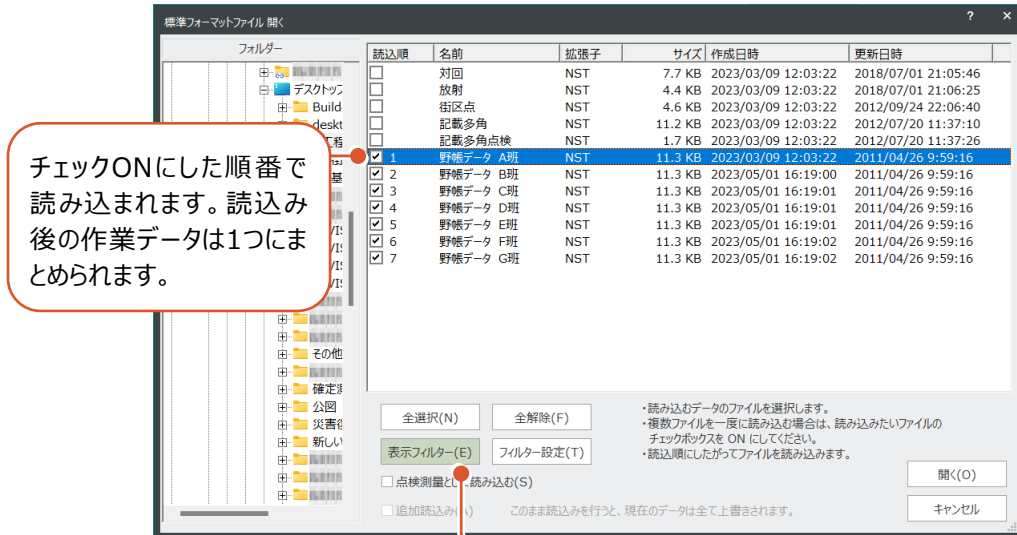 標準フォーマットファイル 開く
? ×
フォルダー
デスクトップ
Build
deskt
その他
公図
新しい
読込順 名前 拡張子 サイズ 作成日時 更新日時
対回 NST 7.7 KB 2023/03/09 12:03:22 2018/07/01 21:05:46
放射 NST 4.4 KB 2023/03/09 12:03:22 2018/07/01 21:06:25
街区点 NST 4.6 KB 2023/03/09 12:03:22 2012/09/24 22:06:40
記載多角 NST 11.2 KB 2023/03/09 12:03:22 2012/07/20 11:37:10
記載多角点検 NST 1.7 KB 2023/03/09 12:03:22 2012/07/20 11:37:26
1 野帳データ A班 NST 11.3 KB 2023/03/09 12:03:22 2011/04/26 9:59:16
2 野帳データ B班 NST 11.3 KB 2023/05/01 16:19:00 2011/04/26 9:59:16
3 野帳データ C班 NST 11.3 KB 2023/05/01 16:19:01 2011/04/26 9:59:16
4 野帳データ D班 NST 11.3 KB 2023/05/01 16:19:01 2011/04/26 9:59:16
5 野帳データ E班 NST 11.3 KB 2023/05/01 16:19:01 2011/04/26 9:59:16
6 野帳データ F班 NST 11.3 KB 2023/05/01 16:19:02 2011/04/26 9:59:16
7 野帳データ G班 NST 11.3 KB 2023/05/01 16:19:02 2011/04/26 9:59:16
チェックONにした順番で
読み込まれます。読込み
後の作業データは1つにま
とめられます。
全選択(N) 全解除(F)
表示フィルター(E) フィルター設定(T)
・読み込むデータのファイルを選択します。
・複数ファイルを一度に読み込む場合は、読み込みたいファイルの
チェックボックスを ON にしてください。
・読込順にしたがってファイルを読み込みます。
点検測量として読み込む(S)
追加読込み(A) このまま読込みを行うと、現在のデータは全て上書きされます。
開く(O)
キャンセル